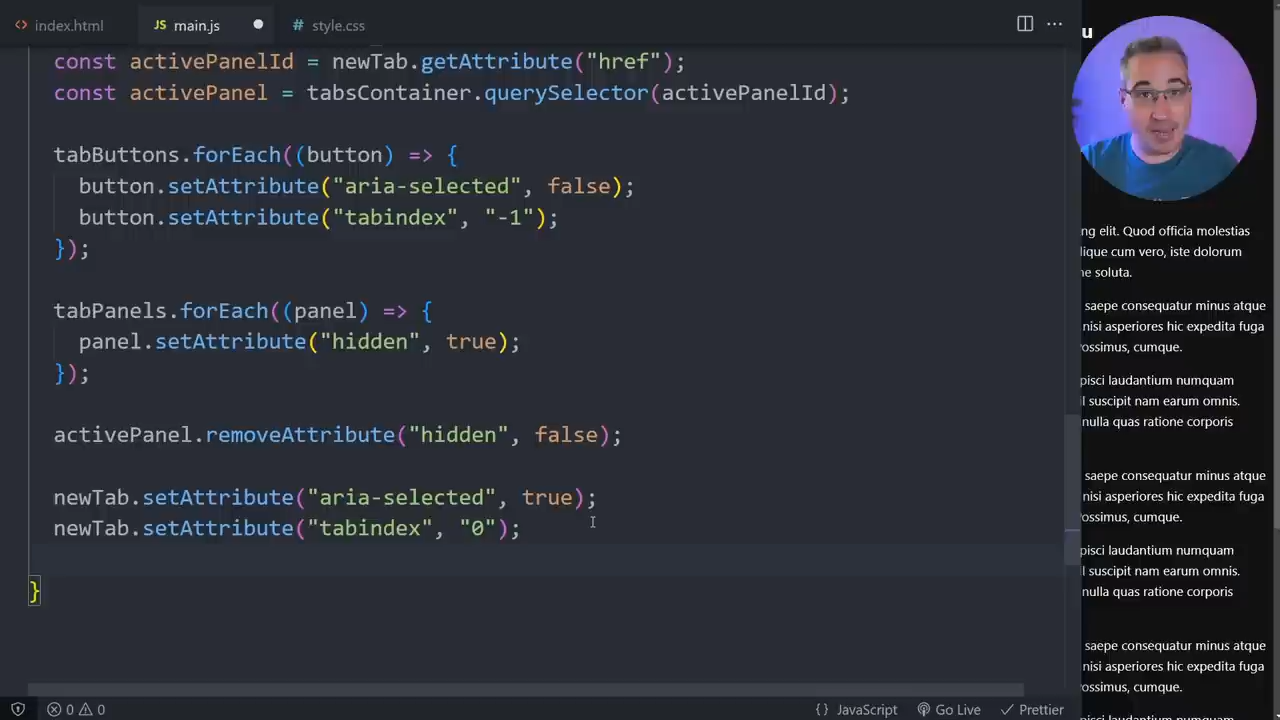 index.html
JS main.js
# style.css
u
const activePanelId = newTab.getAttribute("href");
const activePanel = tabsContainer.querySelector(activePanelId);
tabButtons.forEach((button) => {
button.setAttribute("aria-selected", false);
button.setAttribute("tabindex", "-1");
});
tabPanels.forEach((panel) => {
panel.setAttribute("hidden", true);
});
activePanel.removeAttribute("hidden", false);
newTab.setAttribute("aria-selected", true);
newTab.setAttribute("tabindex", "0");
}
ng elit. Quod officia molestias
lique cum vero, iste dolorum
ne soluta.
saepe consequatur minus atque
nisi asperiores hic expedita fuga
ossimus, cumque.
ipisci laudantium numquam
il suscipit nam earum omnis.
nulla quas ratione corporis
saepe consequatur minus atque
nisi asperiores hic expedita fuga
ossimus, cumque.
ipisci laudantium numquam
il suscipit nam earum omnis.
nulla quas ratione corporis
saepe consequatur minus atque
nisi asperiores hic expedita fuga
ossimus, cumque.
0 0
{} JavaScript
Go Live
Prettier